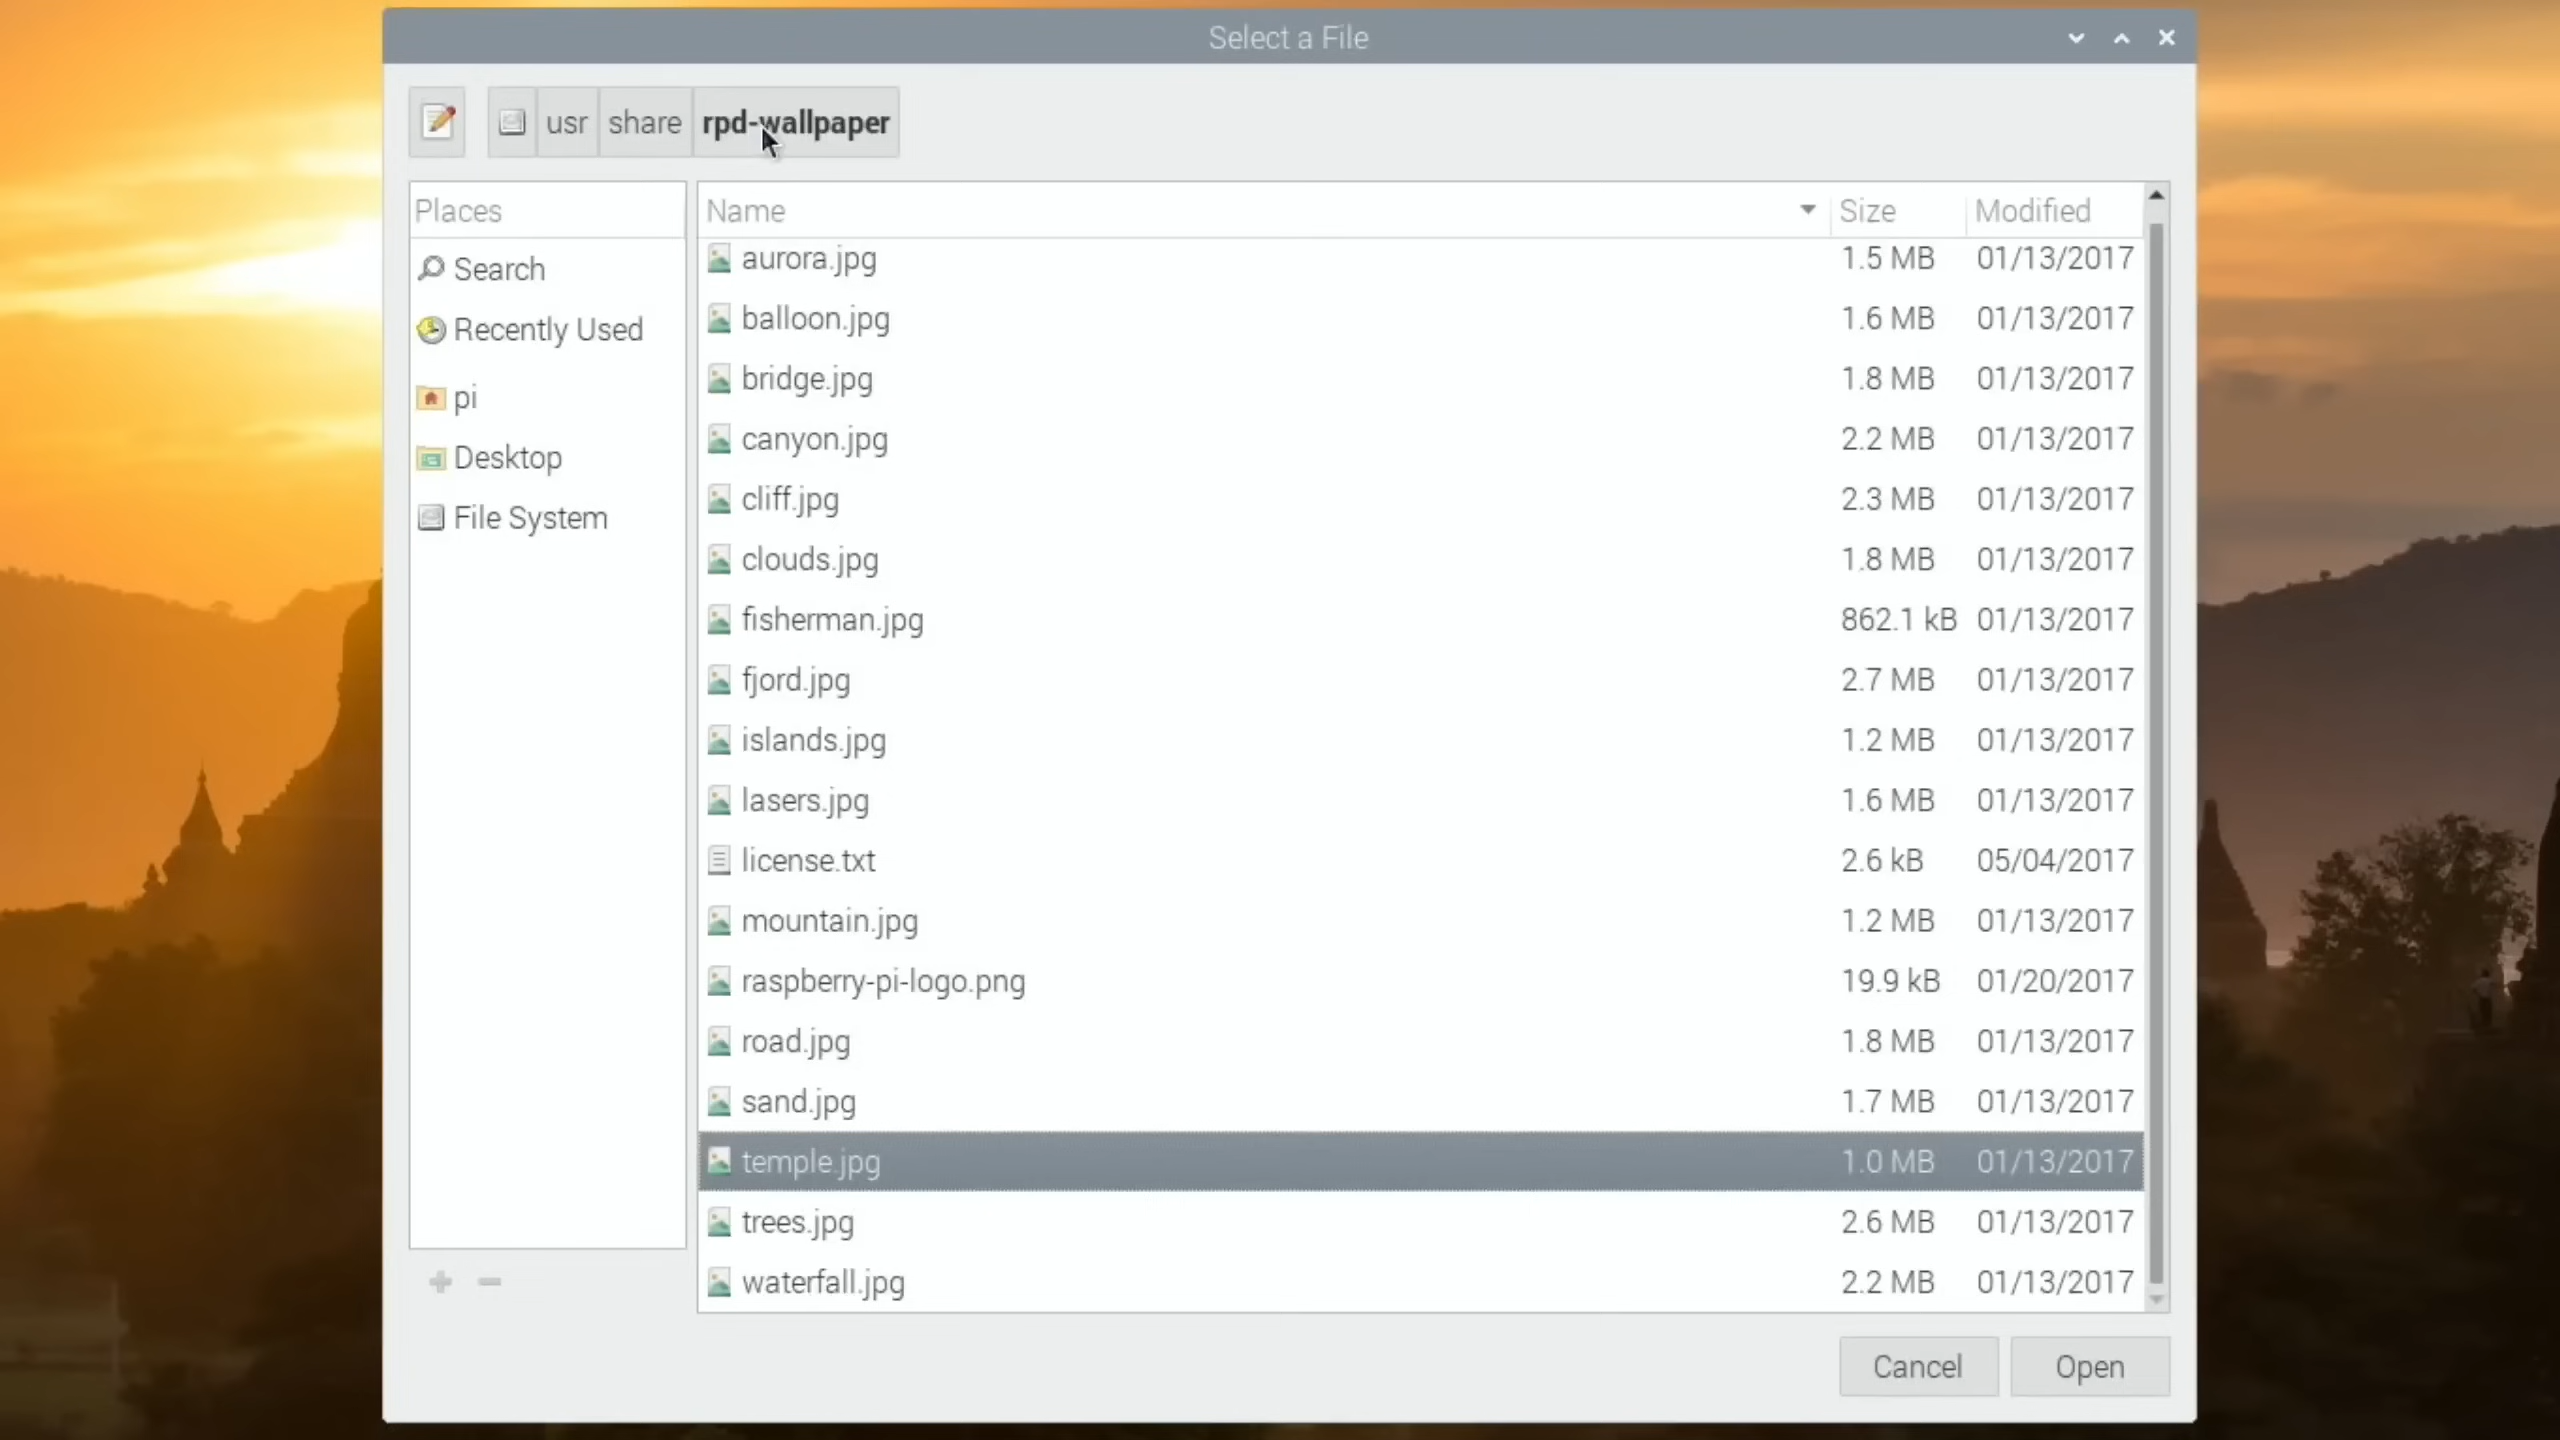 Select a File
usr share rpd-wallpaper
Places
Search
Recently Used
pi
Desktop
File System
Name Size Modified
aurora.jpg 1.5 MB 01/13/2017
balloon.jpg 1.6 MB 01/13/2017
bridge.jpg 1.8 MB 01/13/2017
canyon.jpg 2.2 MB 01/13/2017
cliff.jpg 2.3 MB 01/13/2017
clouds.jpg 1.8 MB 01/13/2017
fisherman.jpg 862.1 kB 01/13/2017
fjord.jpg 2.7 MB 01/13/2017
islands.jpg 1.2 MB 01/13/2017
lasers.jpg 1.6 MB 01/13/2017
license.txt 2.6 kB 05/04/2017
mountain.jpg 1.2 MB 01/13/2017
raspberry-pi-logo.png 19.9 kB 01/20/2017
road.jpg 1.8 MB 01/13/2017
sand.jpg 1.7 MB 01/13/2017
temple.jpg 1.0 MB 01/13/2017
trees.jpg 2.6 MB 01/13/2017
waterfall.jpg 2.2 MB 01/13/2017
Cancel Open